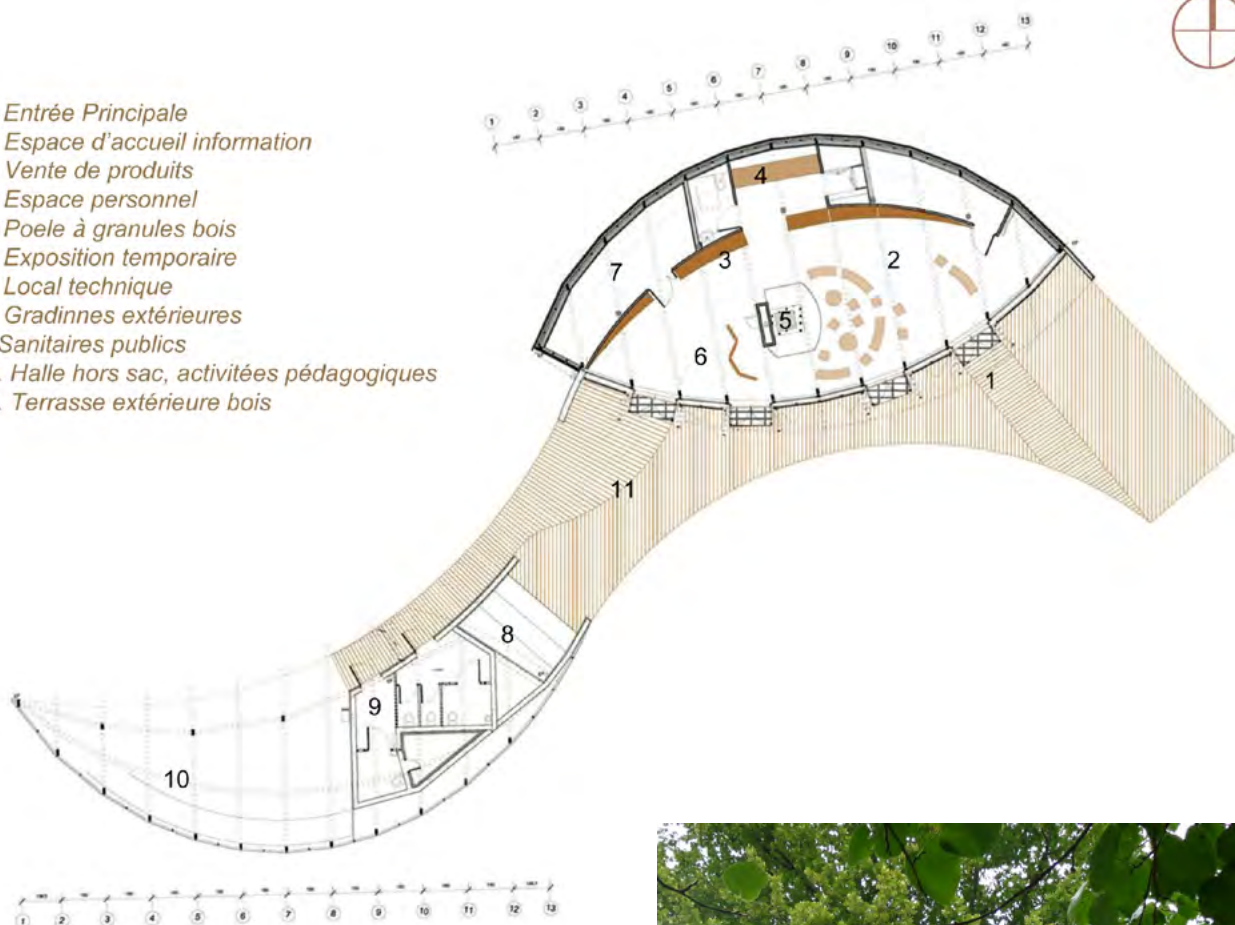 Entrée Principale
Espace d'accueil information
Vente de produits
Espace personnel
Poele à granules bois
Exposition temporaire
Local technique
Gradinnes extérieures
Sanitaires publics
. Halle hors sac, activitées pédagogiques
. Terrasse extérieure bois
1 2 3 4 5 6 7 8 9 10 11 12 13
4
3
2
7
5
6
1
11
8
9
10
1 2 3 4 5 6 7 8 9 10 11 12 13